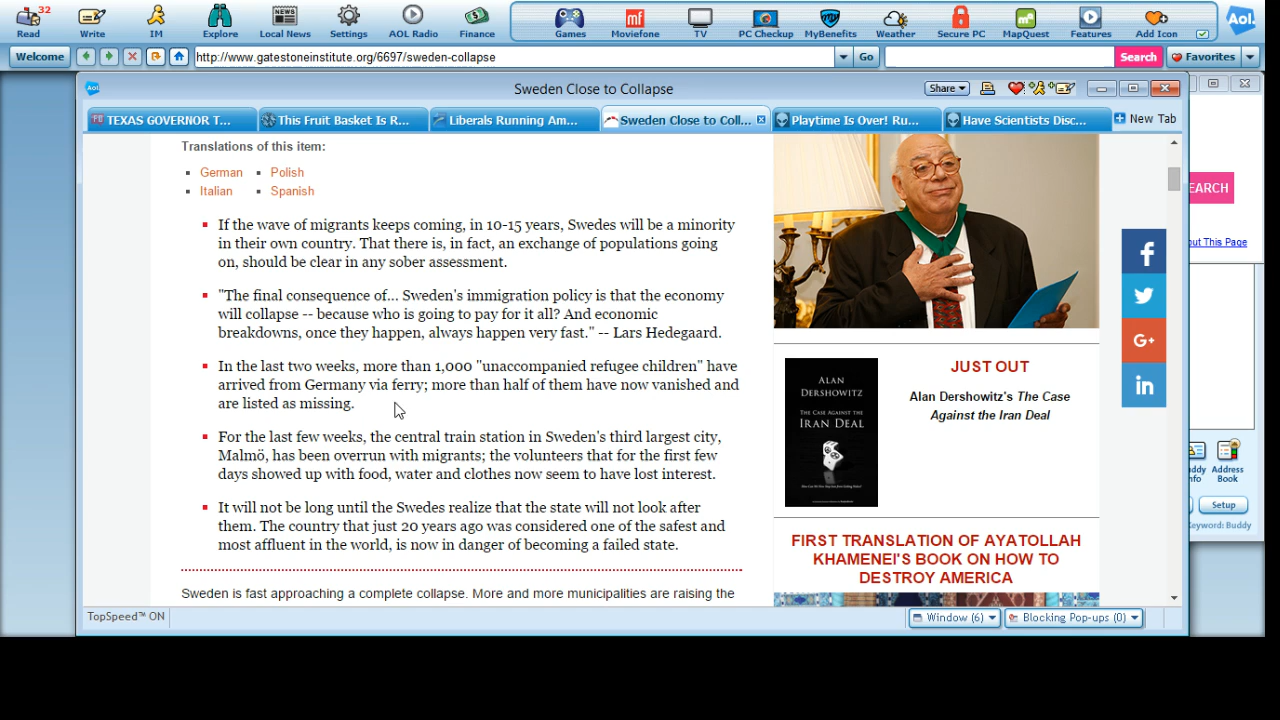 32
Read
Write
IM
Explore
Local News
Settings
AOL Radio
Finance
Games
Moviefone
TV
PC Checkup
MyBenefits
Weather
Secure PC
MapQuest
Features
Add Icon
Aol.
Welcome
http://www.gatestoneinstitute.org/6697/sweden-collapse
Go
Search
Favorites
Sweden Close to Collapse
Share
TEXAS GOVERNOR T...
This Fruit Basket Is R...
Liberals Running Am...
Sweden Close to Coll...
Playtime Is Over! Ru...
Have Scientists Disc...
New Tab
Translations of this item:
German
Polish
Italian
Spanish
If the wave of migrants keeps coming, in 10-15 years, Swedes will be a minority
in their own country. That there is, in fact, an exchange of populations going
on, should be clear in any sober assessment.
"The final consequence of... Sweden's immigration policy is that the economy
will collapse -- because who is going to pay for it all? And economic
breakdowns, once they happen, always happen very fast." -- Lars Hedegaard.
In the last two weeks, more than 1,000 "unaccompanied refugee children" have
arrived from Germany via ferry; more than half of them have now vanished and
are listed as missing.
For the last few weeks, the central train station in Sweden's third largest city,
Malmö, has been overrun with migrants; the volunteers that for the first few
days showed up with food, water and clothes now seem to have lost interest.
It will not be long until the Swedes realize that the state will not look after
them. The country that just 20 years ago was considered one of the safest and
most affluent in the world, is now in danger of becoming a failed state.
Sweden is fast approaching a complete collapse. More and more municipalities are raising the
JUST OUT
Alan Dershowitz's The Case
Against the Iran Deal
ALAN
DERSHOWITZ
THE CASE AGAINST THE
IRAN DEAL
FIRST TRANSLATION OF AYATOLLAH
KHAMENEI'S BOOK ON HOW TO
DESTROY AMERICA
EARCH
out This Page
ddy
nfo
Address
Book
Setup
Keyword: Buddy
TopSpeed™ ON
Window (6)
Blocking Pop-ups (0)